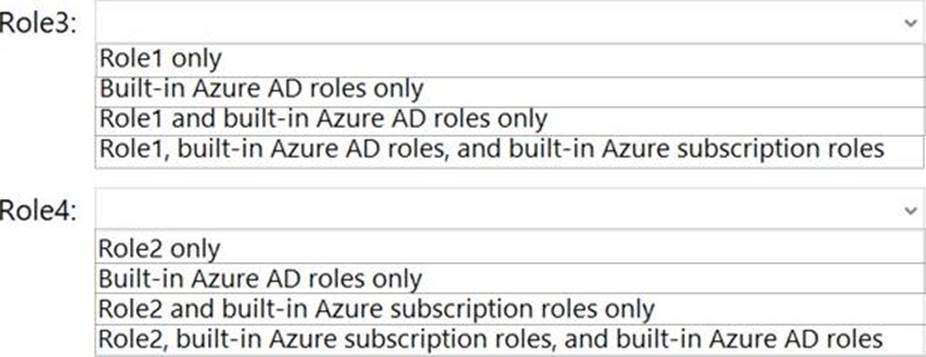 Role3:
Role1 only
Built-in Azure AD roles only
Role1 and built-in Azure AD roles only
Role1, built-in Azure AD roles, and built-in Azure subscription roles
Role4:
Role2 only
Built-in Azure AD roles only
Role2 and built-in Azure subscription roles only
Role2, built-in Azure subscription roles, and built-in Azure AD roles